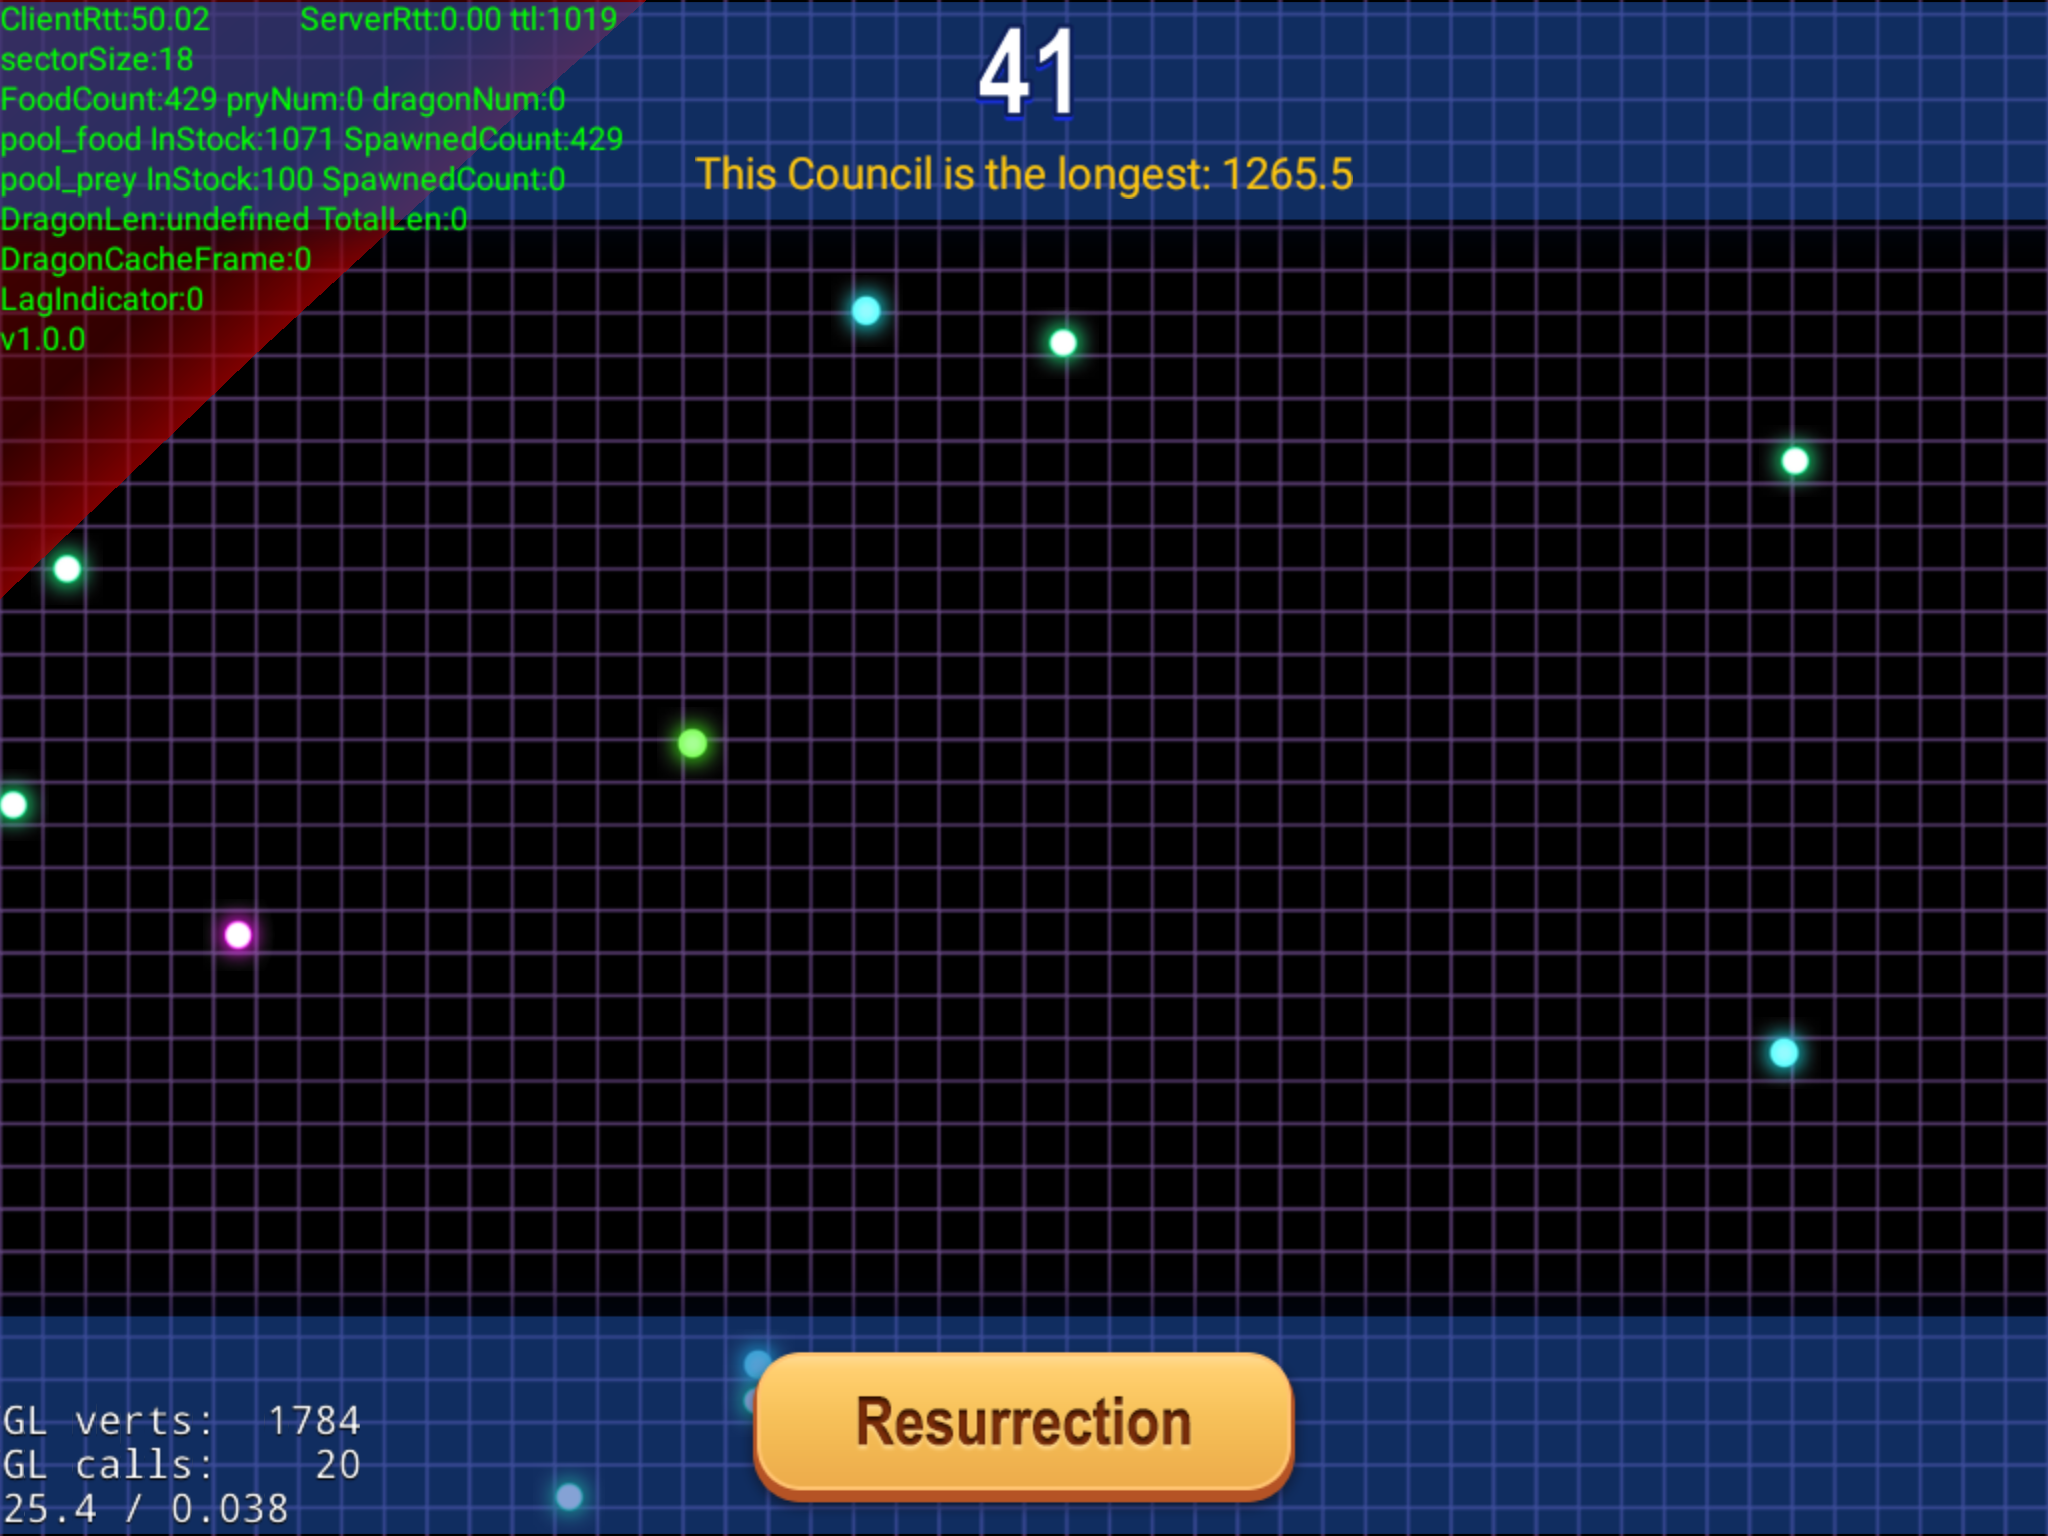 ClientRtt:50.02 ServerRtt:0.00 ttl:1019
sectorSize:18
FoodCount:429 pryNum:0 dragonNum:0
pool_food InStock:1071 SpawnedCount:429
pool_prey InStock:100 SpawnedCount:0
DragonLen:undefined TotalLen:0
DragonCacheFrame:0
LagIndicator:0
v1.0.0
41
This Council is the longest: 1265.5
Resurrection
GL verts: 1784
GL calls: 20
25.4 / 0.038